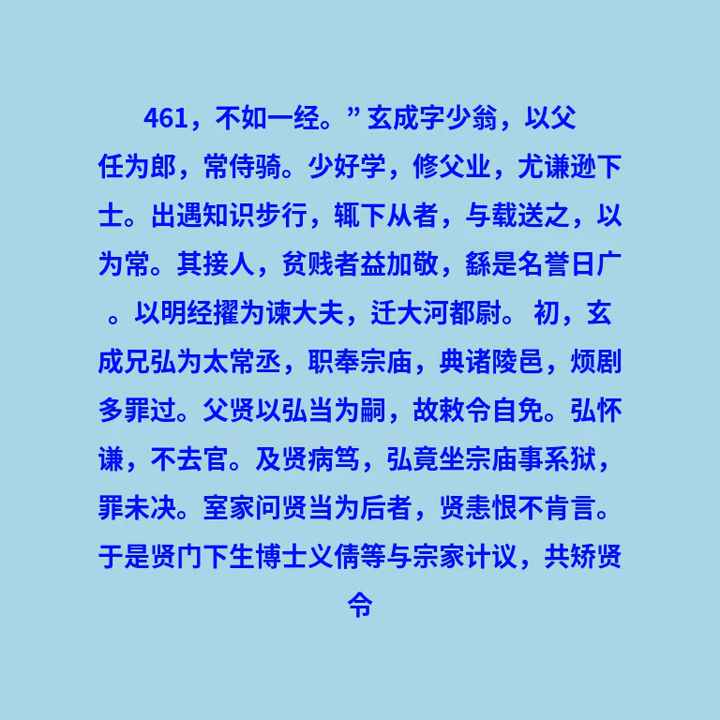 461，不如一经。” 玄成字少翁，以父
任为郎，常侍骑。少好学，修父业，尤谦逊下
士。出遇知识步行，辄下从者，与载送之，以
为常。其接人，贫贱者益加敬，繇是名誉日广
。以明经擢为谏大夫，迁大河都尉。 初，玄
成兄弘为太常丞，职奉宗庙，典诸陵邑，烦剧
多罪过。父贤以弘当为嗣，故敕令自免。弘怀
谦，不去官。及贤病笃，弘竟坐宗庙事系狱，
罪未决。室家问贤当为后者，贤恚恨不肯言。
于是贤门下生博士义倩等与宗家计议，共矫贤
令